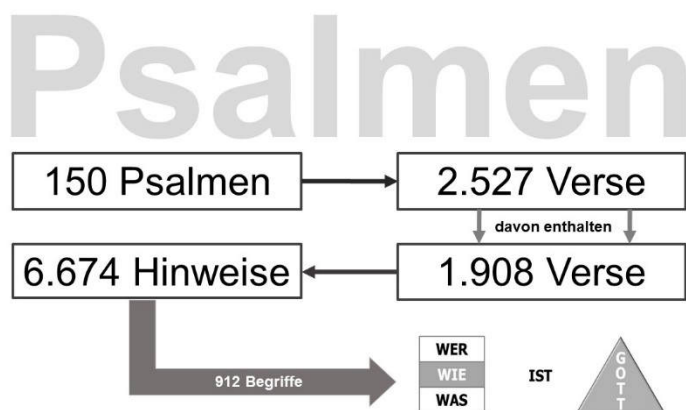 Psalmen
150 Psalmen
2.527 Verse
davon enthalten
6.674 Hinweise
1.908 Verse
912 Begriffe
WER
WIE
WAS
IST
GOTT